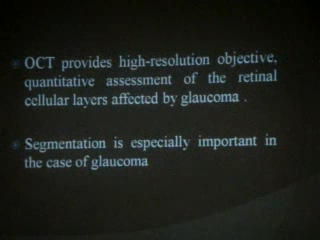 OCT provides high-resolution objective,
quantitative assessment of the retinal
cellular layers affected by glaucoma .
Segmentation is especially important in
the case of glaucoma